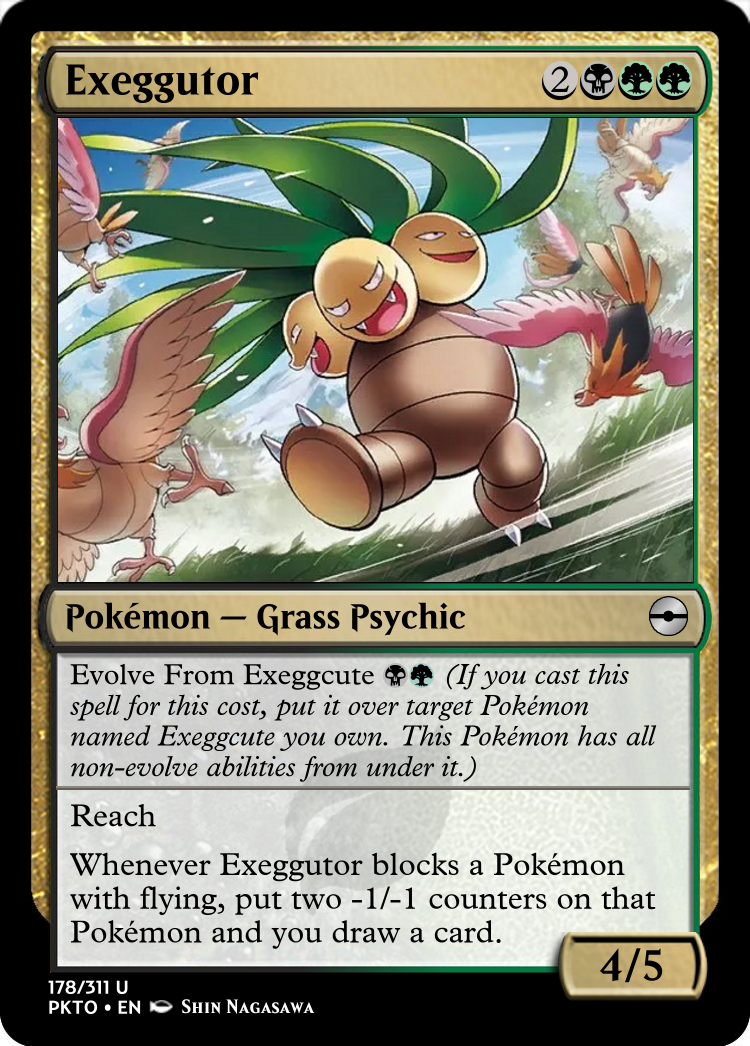 Exeggutor 2
Pokémon — Grass Psychic
Evolve From Exeggcute (If you cast this
spell for this cost, put it over target Pokémon
named Exeggcute you own. This Pokémon has all
non-evolve abilities from under it.)
Reach
Whenever Exeggutor blocks a Pokémon
with flying, put two -1/-1 counters on that
Pokémon and you draw a card.
4/5
178/311 U
PKTO • EN Shin Nagasawa